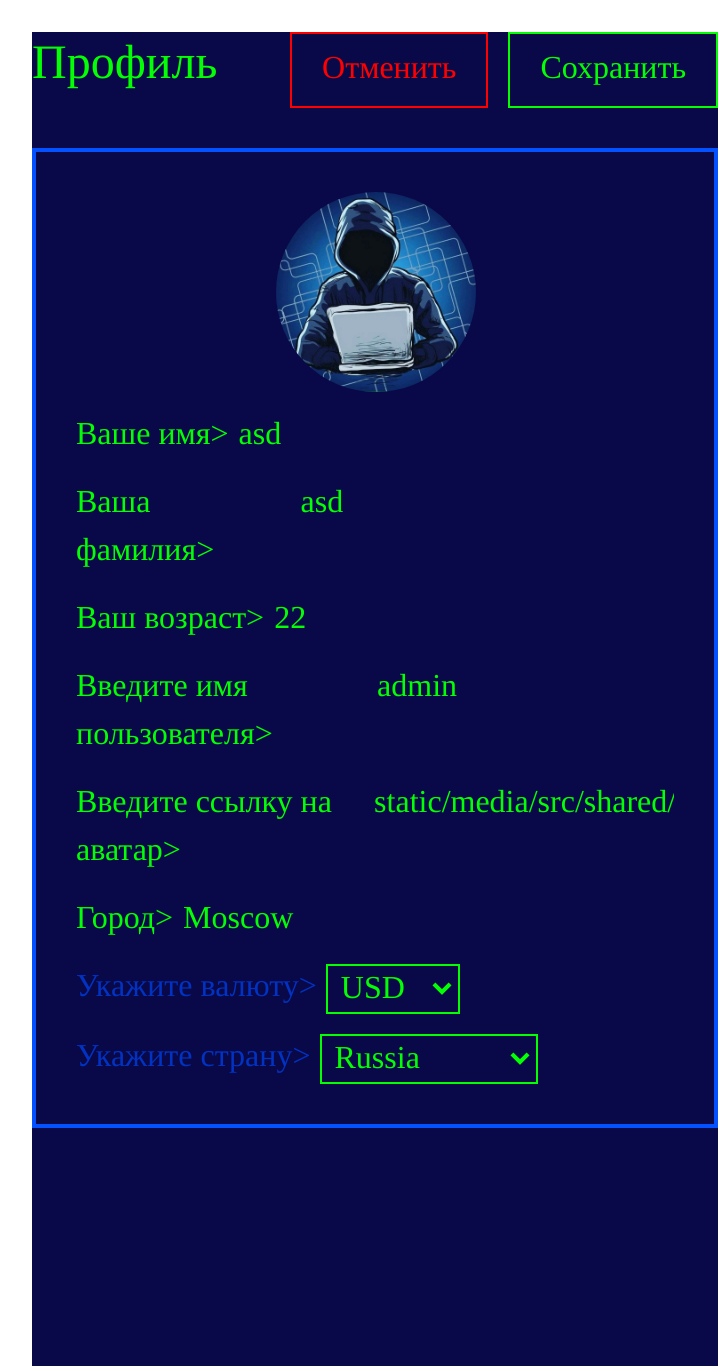 Профиль Отменить Сохранить
Ваше имя> asd
Ваша asd
фамилия>
Ваш возраст> 22
Введите имя admin
пользователя>
Введите ссылку на static/media/src/shared/
аватар>
Город> Moscow
Укажите валюту> USD
Укажите страну> Russia